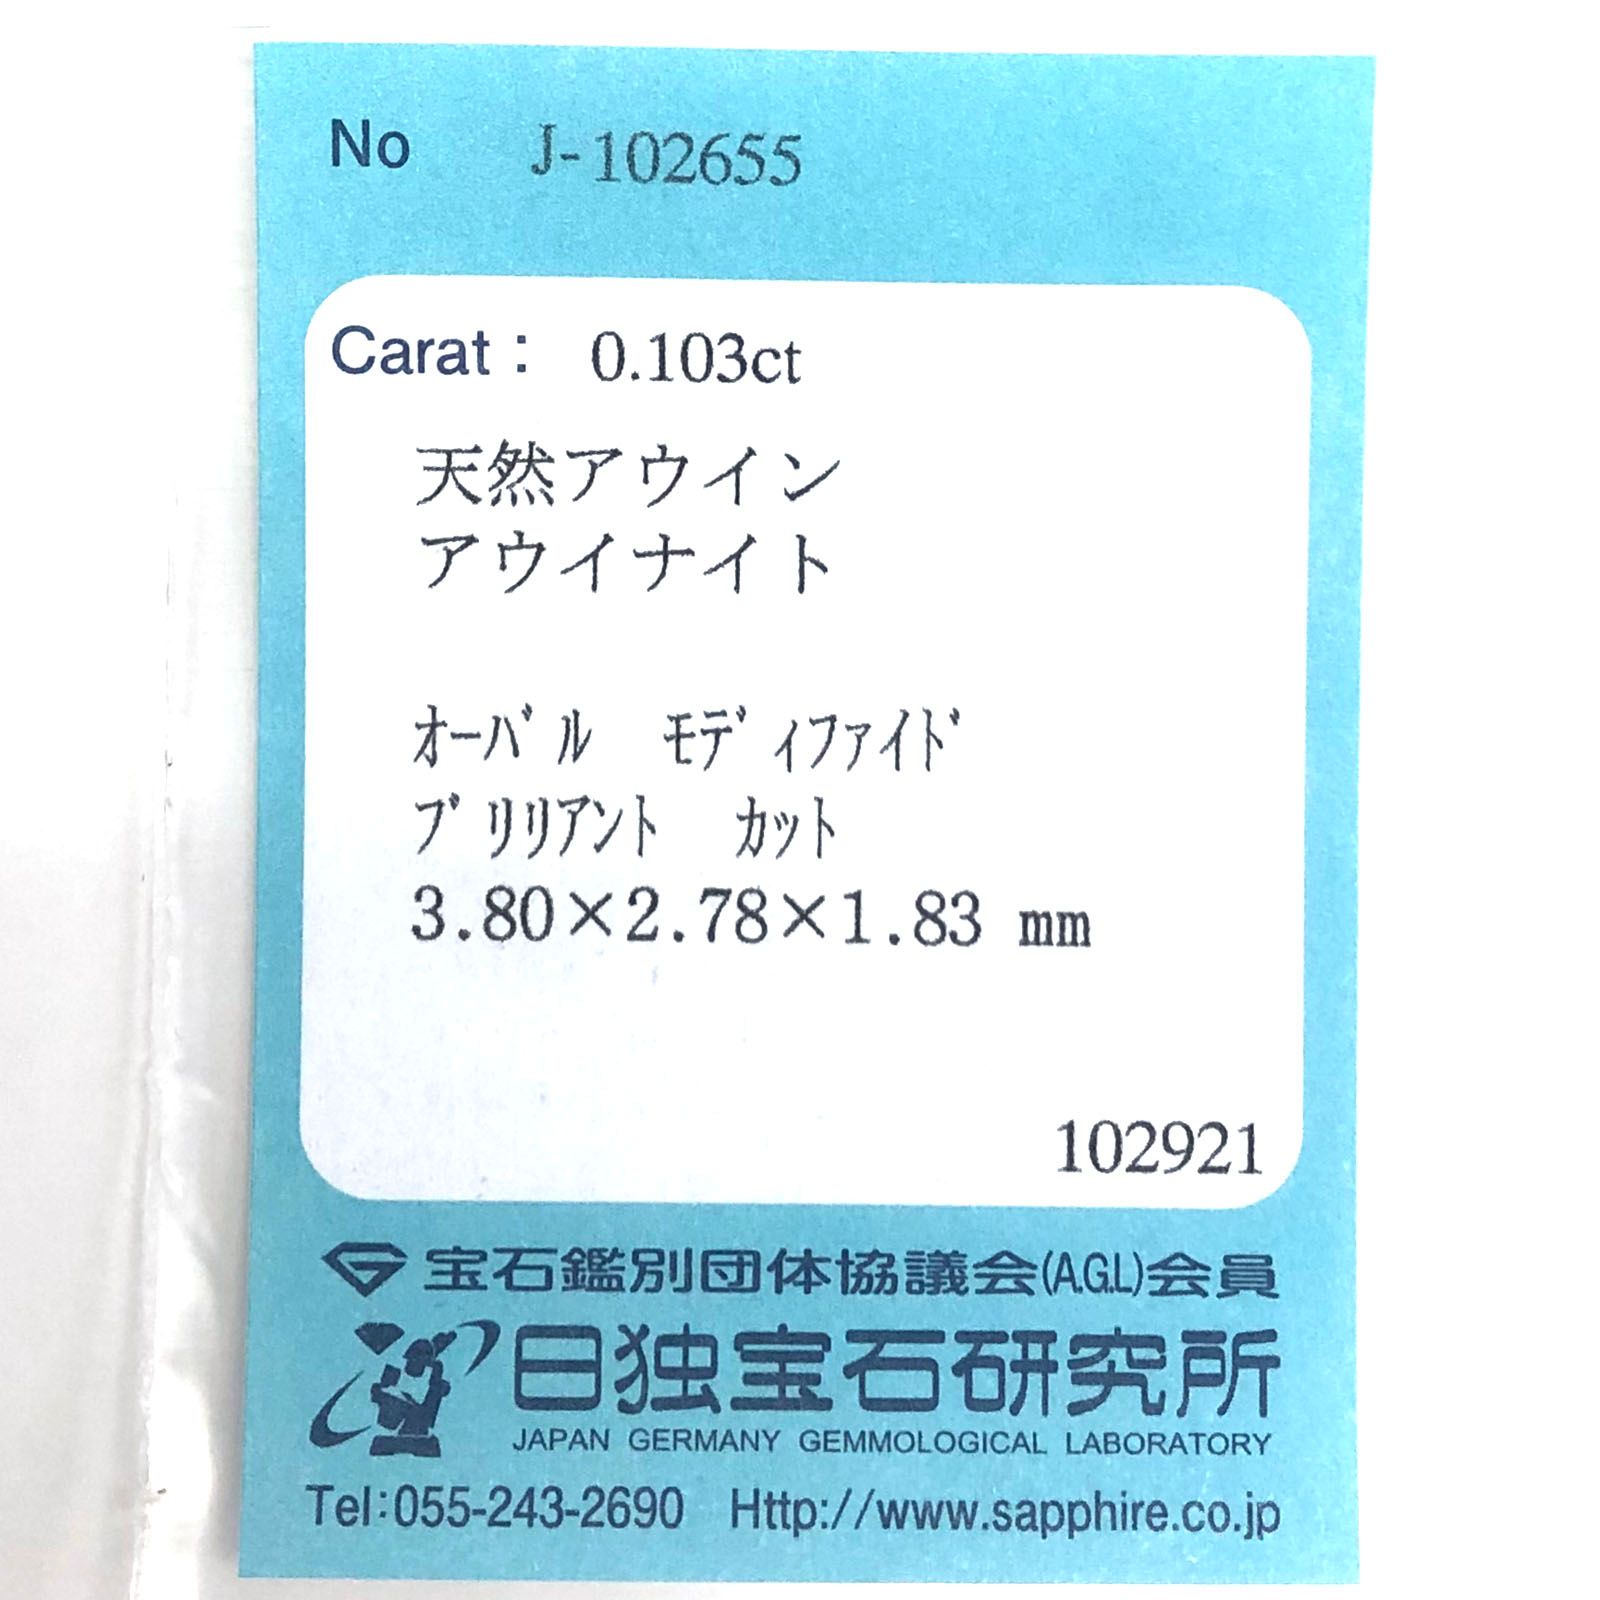 No J-102655
Carat : 0.103ct
天然アウイン
アウイナイト
ｵｰﾊﾞﾙ ﾓﾃﾞｨﾌｧｲﾄﾞ
ﾌﾞﾘﾘｱﾝﾄ ｶｯﾄ
3.80×2.78×1.83 mm
102921
宝石鑑別団体協議会(A.G.L)会員
日独宝石研究所
JAPAN GERMANY GEMMOLOGICAL LABORATORY
Tel:055-243-2690 Http://www.sapphire.co.jp